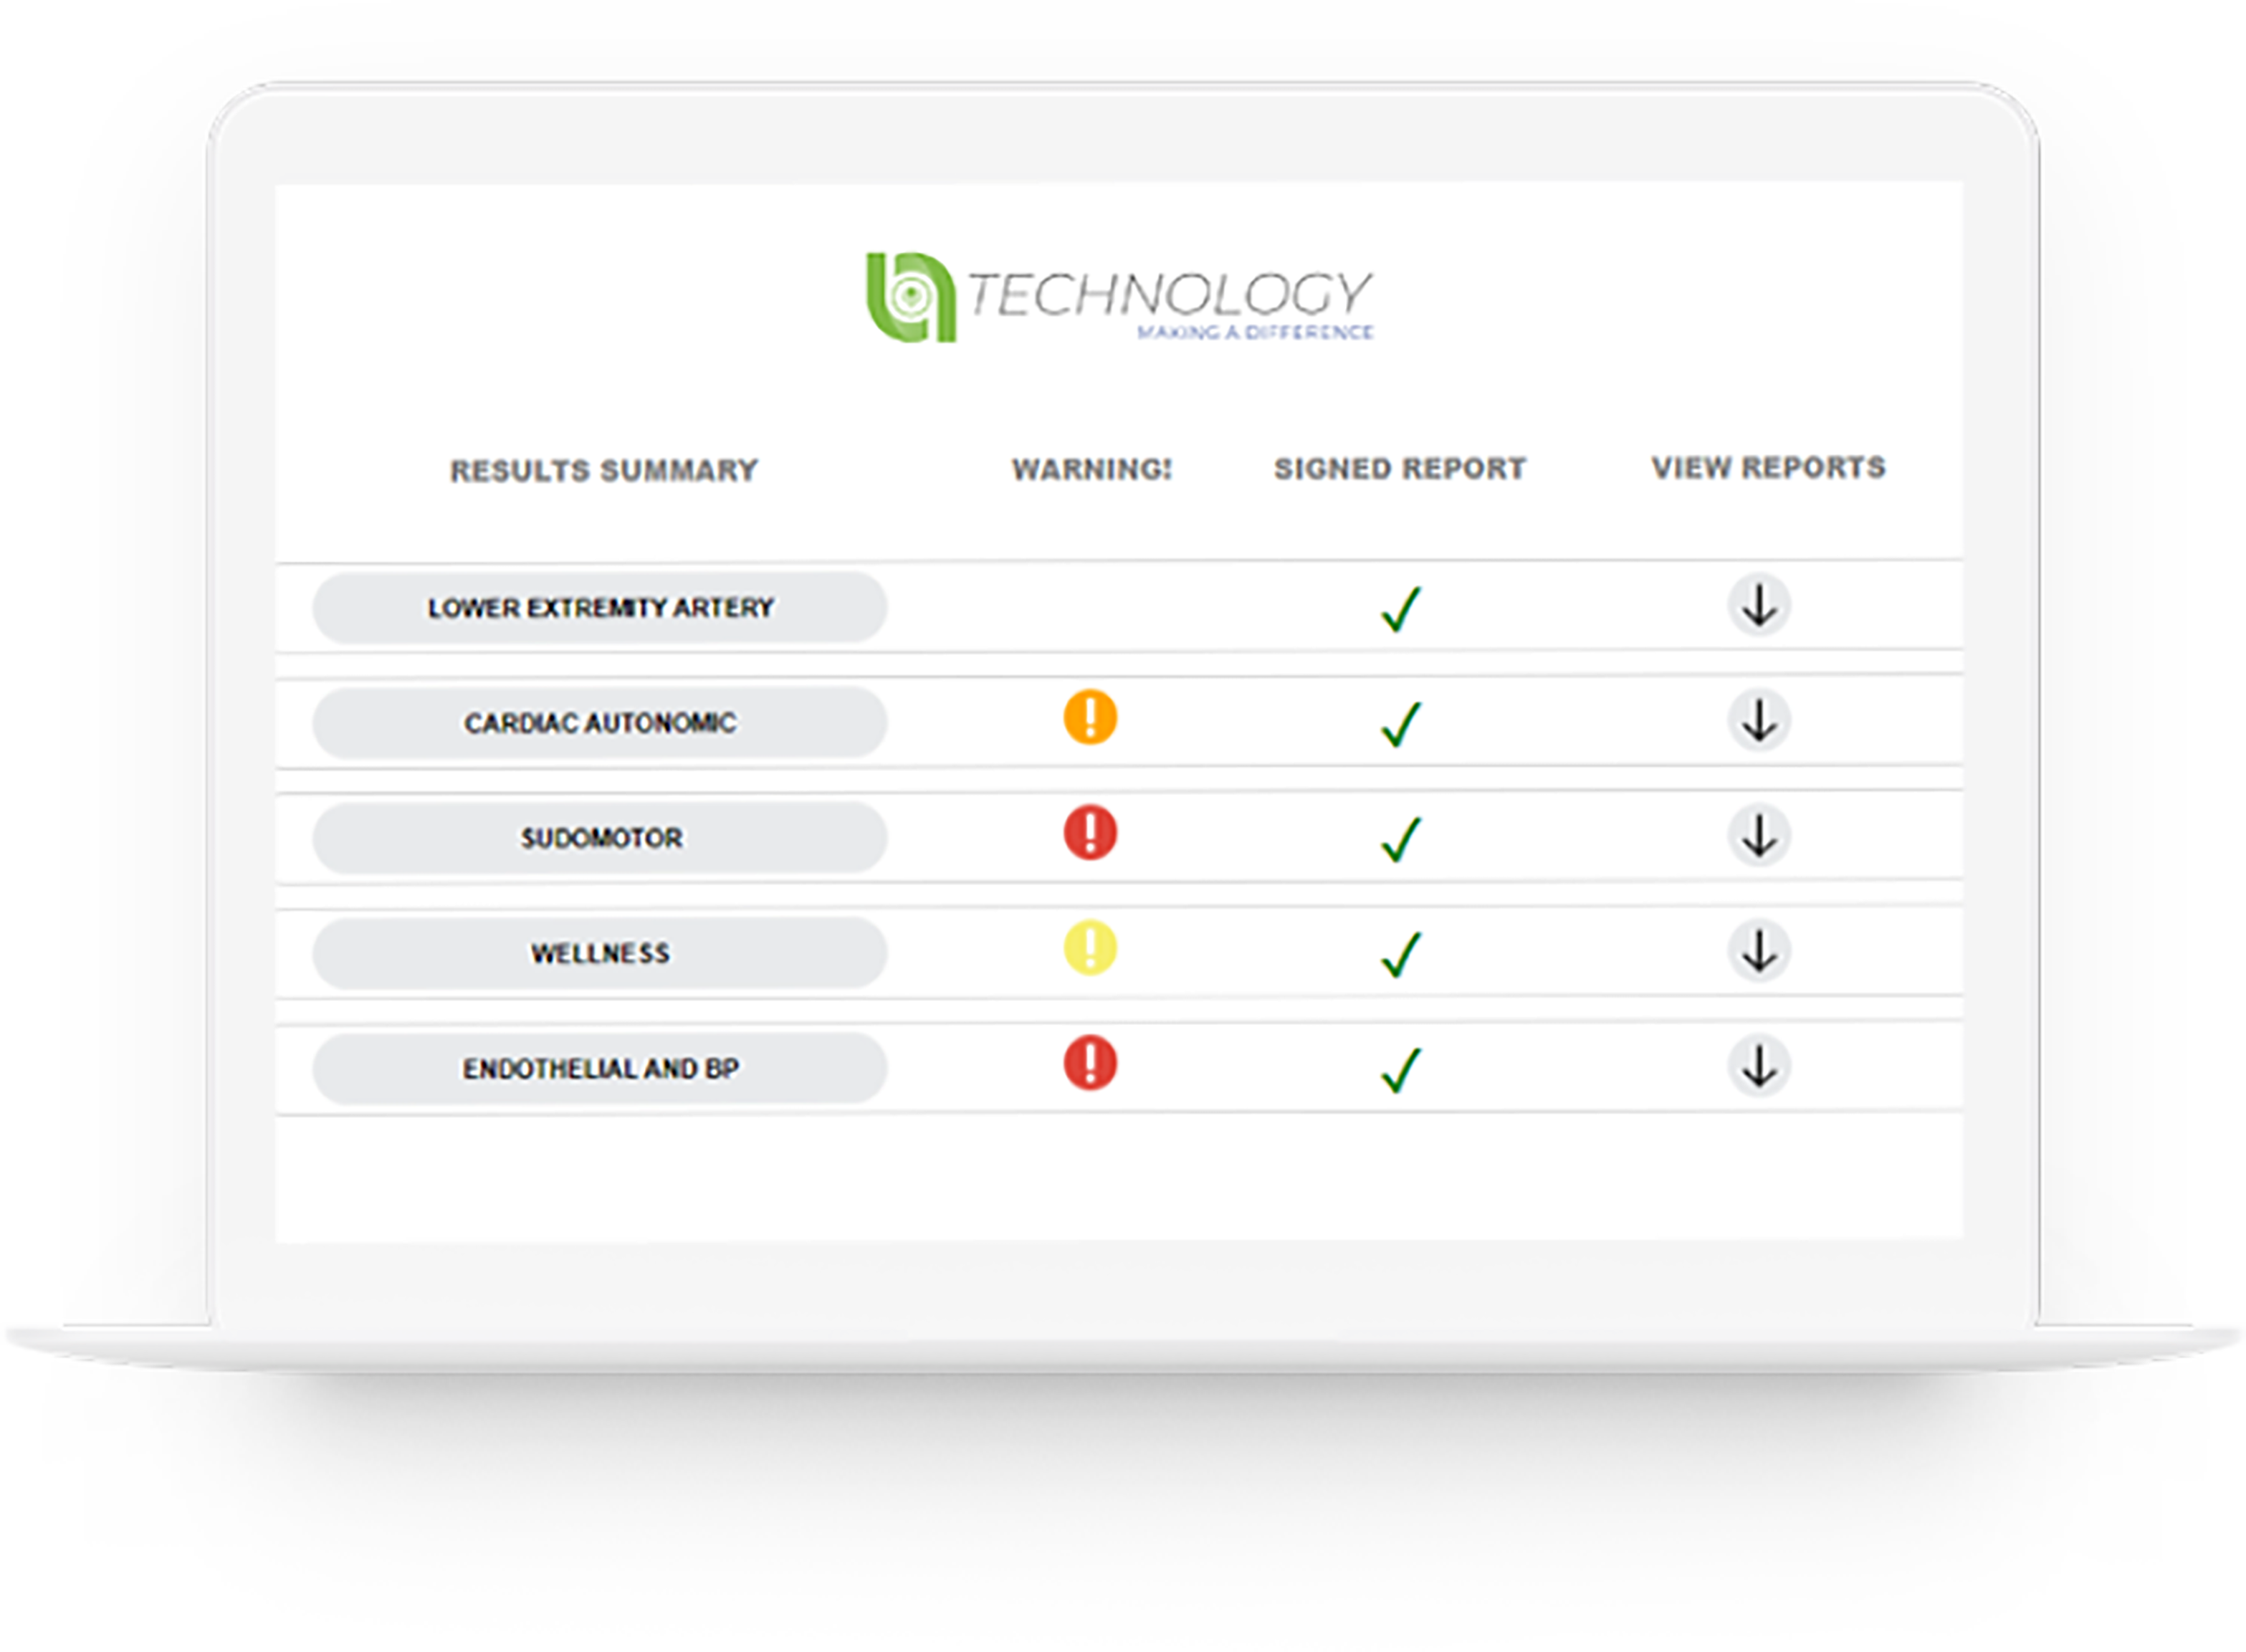 TECHNOLOGY
MAKING A DIFFERENCE
RESULTS SUMMARY WARNING! SIGNED REPORT VIEW REPORTS
LOWER EXTREMITY ARTERY
CARDIAC AUTONOMIC
SUDOMOTOR
WELLNESS
ENDOTHELIAL AND BP